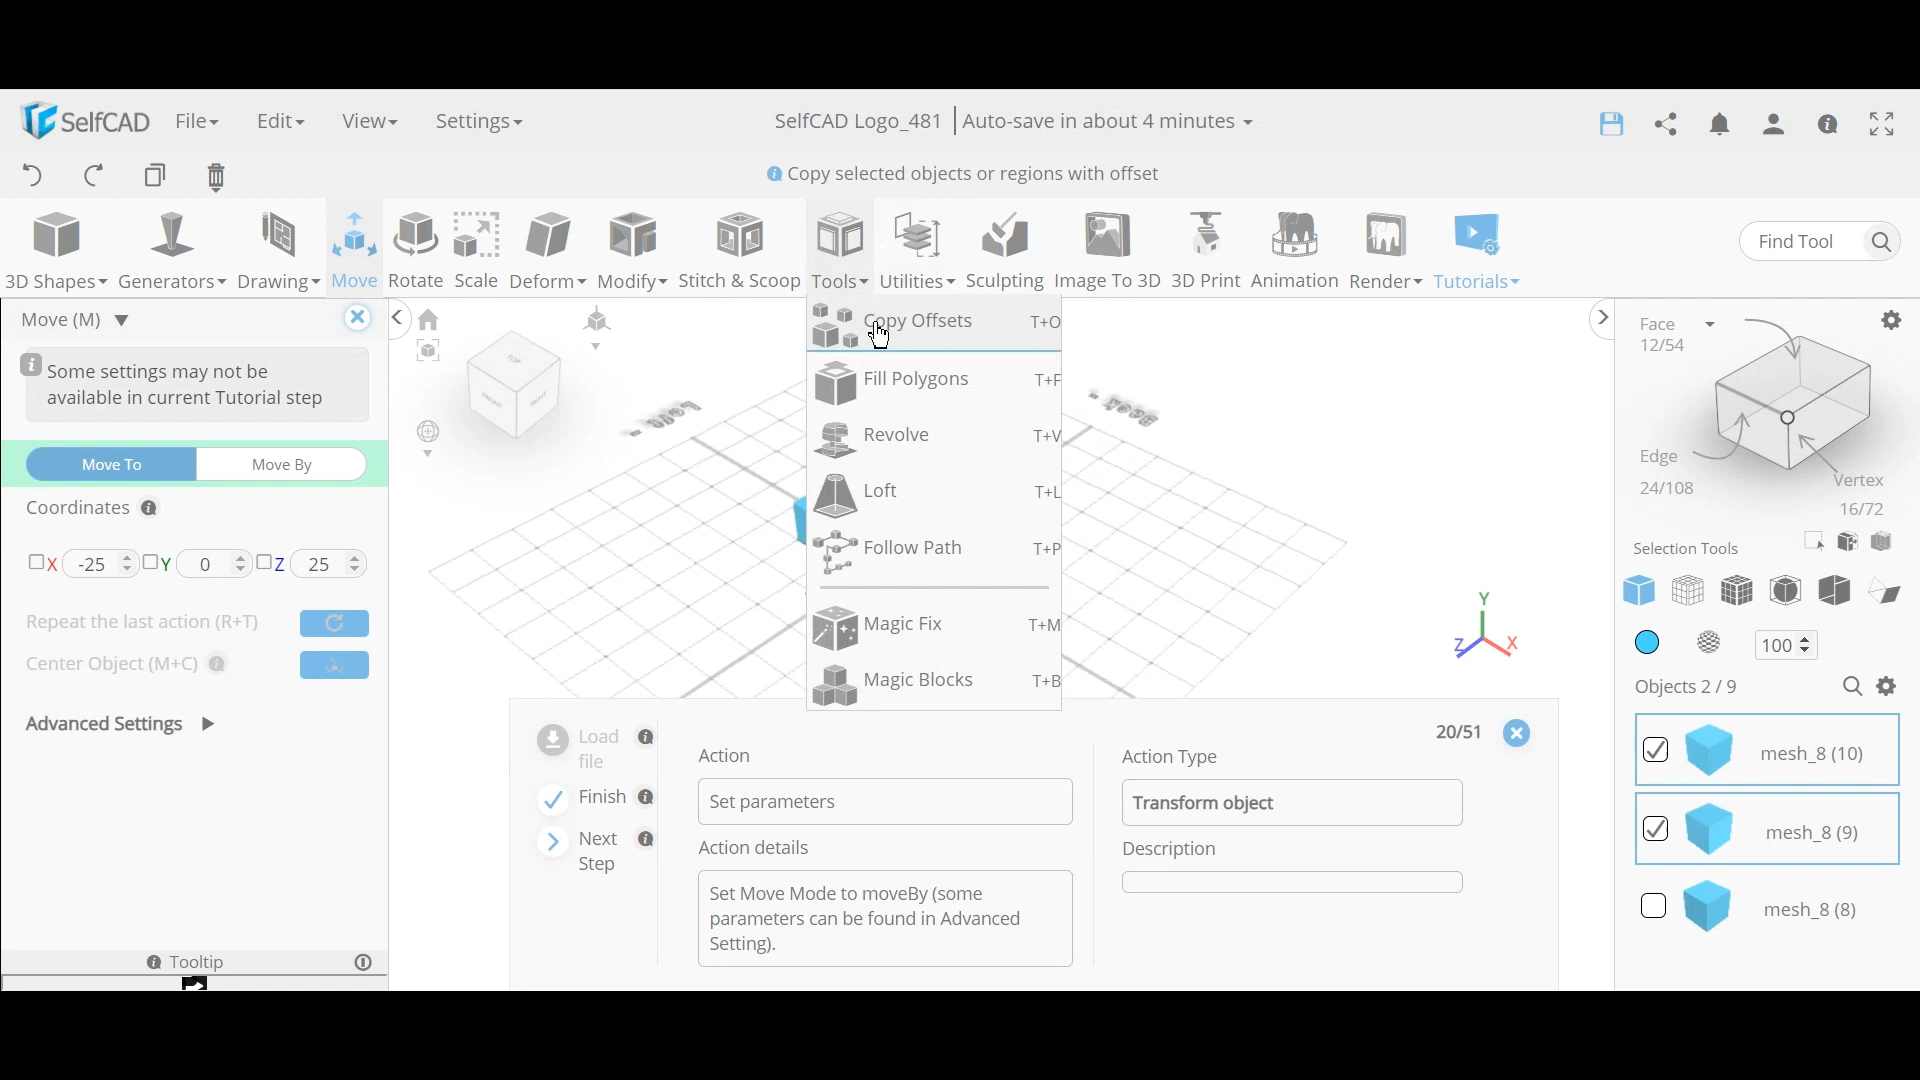 SelfCAD File Edit View Settings SelfCAD Logo_481 Auto-save in about 4 minutes
Copy selected objects or regions with offset
3D Shapes Generators Drawing Move Rotate Scale Deform Modify Stitch & Scoop Tools Utilities Sculpting Image To 3D 3D Print Animation Render Tutorials Find Tool
Move (M)
Some settings may not be
available in current Tutorial step
Move To Move By
Coordinates
X -25 Y 0 Z 25
Repeat the last action (R+T)
Center Object (M+C)
Advanced Settings
Tooltip
TOP
FRONT RIGHT
Copy Offsets T+O
Fill Polygons T+F
Revolve T+V
Loft T+L
Follow Path T+P
Magic Fix T+M
Magic Blocks T+B
Y
Z X
Load
file
Finish
Next
Step
Action
Set parameters
Action details
Set Move Mode to moveBy (some
parameters can be found in Advanced
Setting).
20/51
Action Type
Transform object
Description
Face
12/54
Edge
24/108
Vertex
16/72
Selection Tools
100
Objects 2 / 9
mesh_8 (10)
mesh_8 (9)
mesh_8 (8)